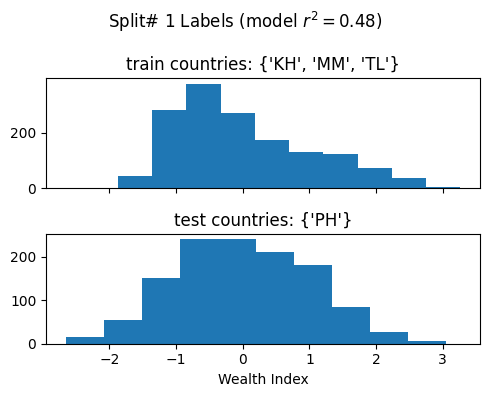 Split# 1 Labels (model r² = 0.48)
train countries: {'KH', 'MM', 'TL'}
200
0
test countries: {'PH'}
200
100
0
−2 −1 0 1 2 3
Wealth Index